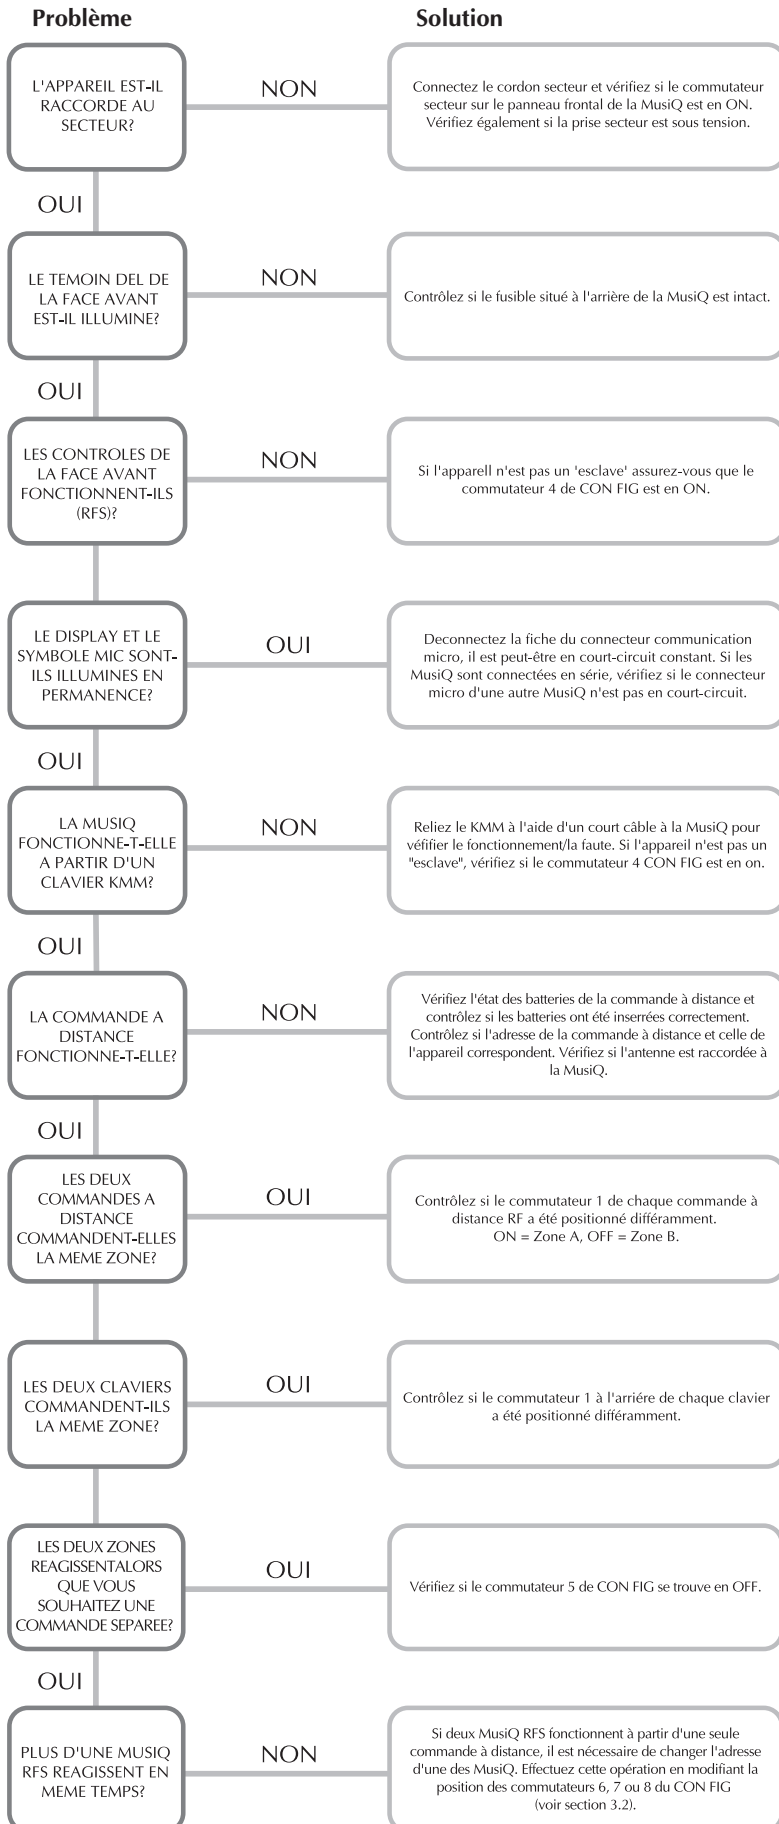 Problème
Solution
L'APPAREIL EST-IL
RACCORDE AU
SECTEUR?
NON
Connectez le cordon secteur et vérifiez si le commutateur
secteur sur le panneau frontal de la MusiQ est en ON.
Vérifiez également si la prise secteur est sous tension.
OUI
LE TEMOIN DEL DE
LA FACE AVANT
EST-IL ILLUMINE?
NON
Contrôlez si le fusible situé à l'arrière de la MusiQ est intact.
OUI
LES CONTROLES DE
LA FACE AVANT
FONCTIONNENT-ILS
(RFS)?
NON
Si l'apparell n'est pas un 'esclave' assurez-vous que le
commutateur 4 de CON FIG est en ON.
LE DISPLAY ET LE
SYMBOLE MIC SONT-
ILS ILLUMINES EN
PERMANENCE?
OUI
Deconnectez la fiche du connecteur communication
micro, il est peut-être en court-circuit constant. Si les
MusiQ sont connectées en série, vérifiez si le connecteur
micro d'une autre MusiQ n'est pas en court-circuit.
OUI
LA MUSIQ
FONCTIONNE-T-ELLE
A PARTIR D'UN
CLAVIER KMM?
NON
Reliez le KMM à l'aide d'un court câble à la MusiQ pour
véfifier le fonctionnement/la faute. Si l'appareil n'est pas un
"esclave", vérifiez si le commutateur 4 CON FIG est en on.
OUI
LA COMMANDE A
DISTANCE
FONCTIONNE-T-ELLE?
NON
Vérifiez l'état des batteries de la commande à distance et
contrôlez si les batteries ont été inserrées correctement.
Contrôlez si l'adresse de la commande à distance et celle de
l'appareil correspondent. Vérifiez si l'antenne est raccordée à
la MusiQ.
OUI
LES DEUX
COMMANDES A
DISTANCE
COMMANDENT-ELLES
LA MEME ZONE?
OUI
Contrôlez si le commutateur 1 de chaque commande à
distance RF a été positionné différamment.
ON = Zone A, OFF = Zone B.
LES DEUX CLAVIERS
COMMANDENT-ILS
LA MEME ZONE?
OUI
Contrôlez si le commutateur 1 à l'arriére de chaque clavier
a été positionné différamment.
LES DEUX ZONES
REAGISSENTALORS
QUE VOUS
SOUHAITEZ UNE
COMMANDE SEPAREE?
OUI
Vérifiez si le commutateur 5 de CON FIG se trouve en OFF.
OUI
PLUS D'UNE MUSIQ
RFS REAGISSENT EN
MEME TEMPS?
NON
Si deux MusiQ RFS fonctionnent à partir d'une seule
commande à distance, il est nécessaire de changer l'adresse
d'une des MusiQ. Effectuez cette opération en modifiant la
position des commutateurs 6, 7 ou 8 du CON FIG
(voir section 3.2).